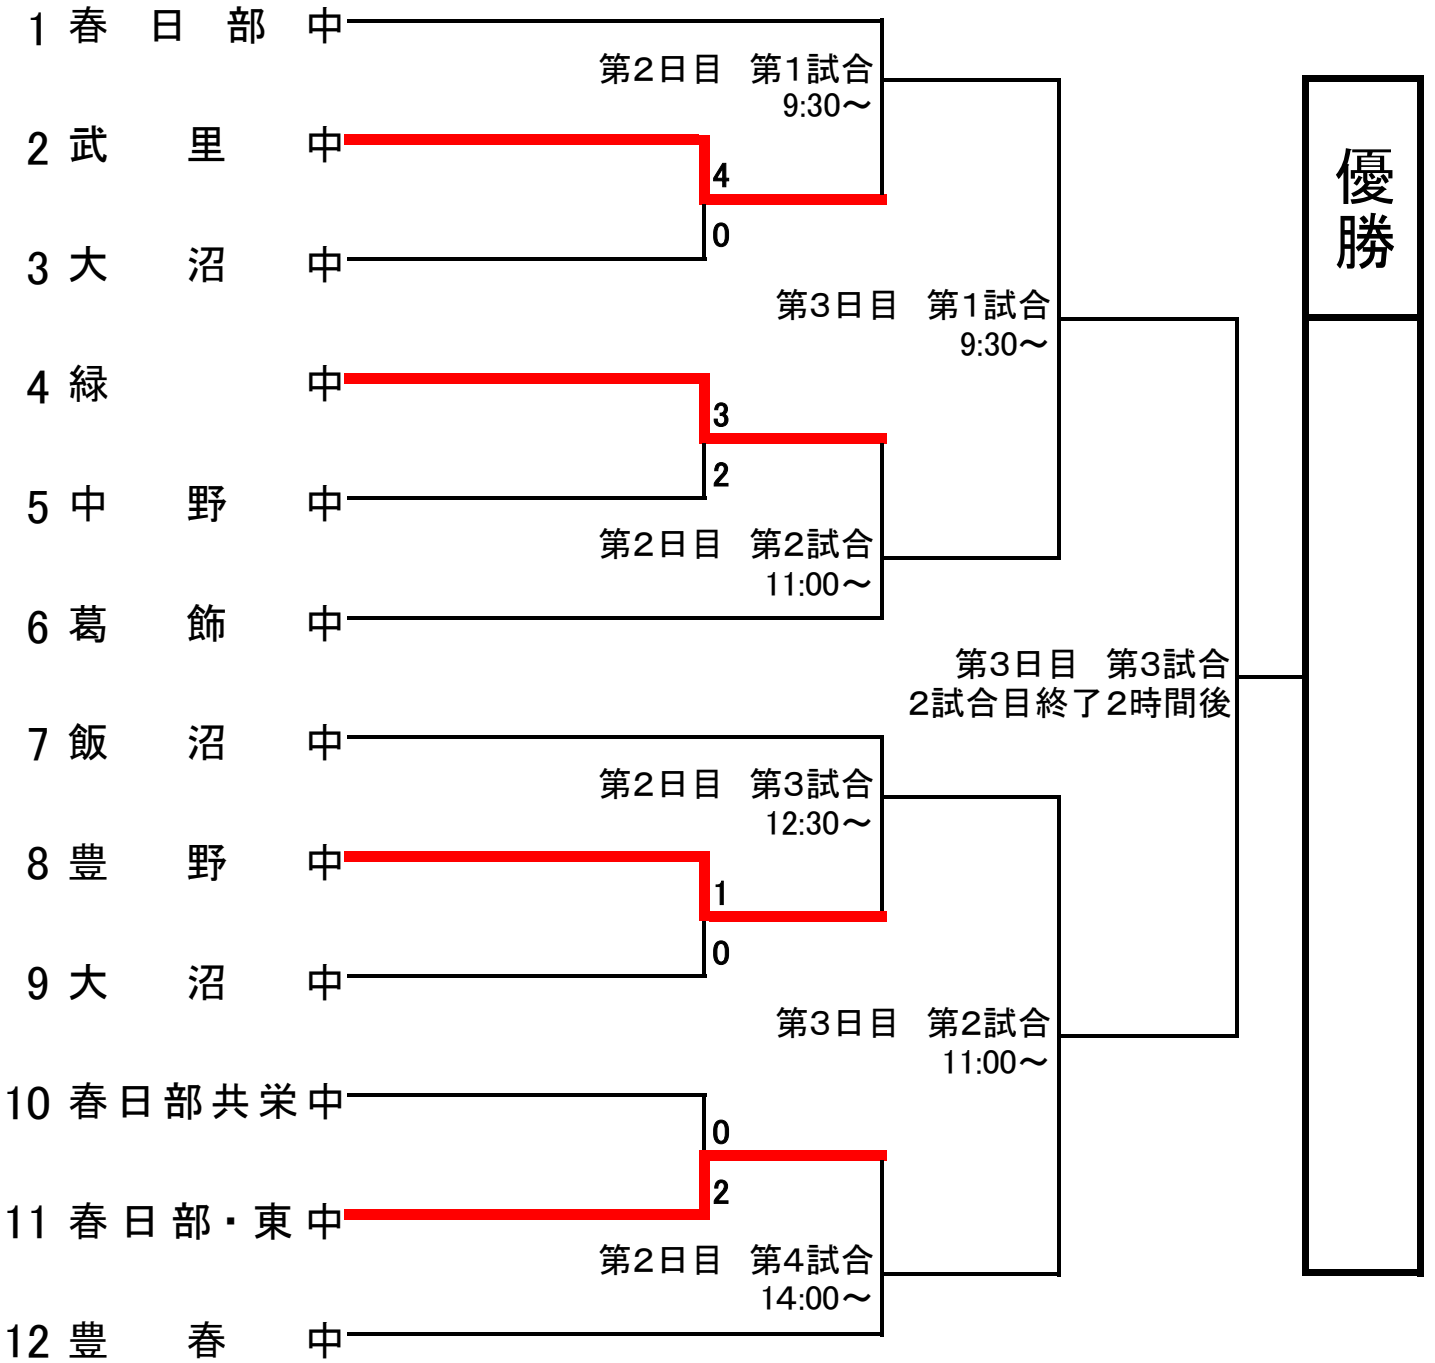 1 春日部中
第2日目 第1試合
9:30～
2 武里中
4
0
3 大沼中
第3日目 第1試合
9:30～
4 緑中
3
2
5 中野中
第2日目 第2試合
11:00～
6 葛飾中
第3日目 第3試合
2試合目終了2時間後
7 飯沼中
第2日目 第3試合
12:30～
8 豊野中
1
0
9 大沼中
第3日目 第2試合
11:00～
10 春日部共栄中
0
2
11 春日部・東中
第2日目 第4試合
14:00～
12 豊春中
優勝